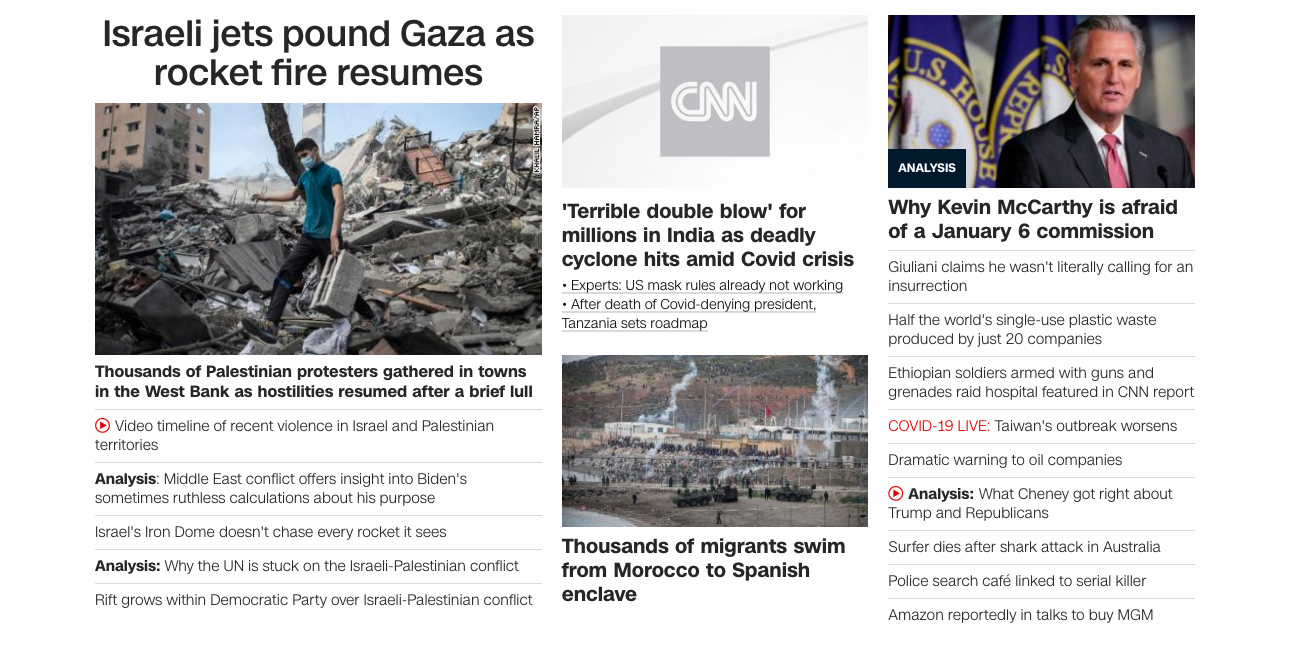 Israeli jets pound Gaza as
rocket fire resumes
KHALIL HAMRA/AP
Thousands of Palestinian protesters gathered in towns
in the West Bank as hostilities resumed after a brief lull
Video timeline of recent violence in Israel and Palestinian
territories
Analysis: Middle East conflict offers insight into Biden's
sometimes ruthless calculations about his purpose
Israel's Iron Dome doesn't chase every rocket it sees
Analysis: Why the UN is stuck on the Israeli-Palestinian conflict
Rift grows within Democratic Party over Israeli-Palestinian conflict
CNN
'Terrible double blow' for
millions in India as deadly
cyclone hits amid Covid crisis
• Experts: US mask rules already not working
• After death of Covid-denying president,
Tanzania sets roadmap
Thousands of migrants swim
from Morocco to Spanish
enclave
U.S. HOUSE
REPR
ANALYSIS
Why Kevin McCarthy is afraid
of a January 6 commission
Giuliani claims he wasn't literally calling for an
insurrection
Half the world's single-use plastic waste
produced by just 20 companies
Ethiopian soldiers armed with guns and
grenades raid hospital featured in CNN report
COVID-19 LIVE: Taiwan's outbreak worsens
Dramatic warning to oil companies
Analysis: What Cheney got right about
Trump and Republicans
Surfer dies after shark attack in Australia
Police search café linked to serial killer
Amazon reportedly in talks to buy MGM